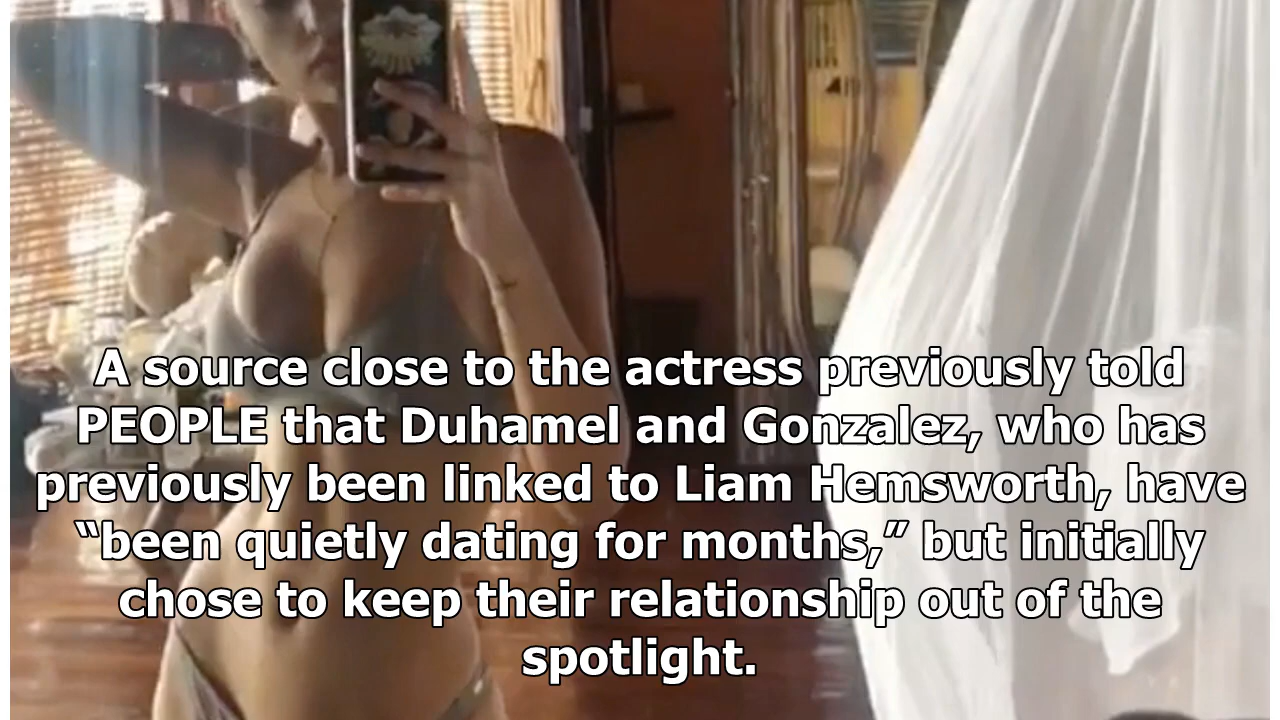 A source close to the actress previously told
PEOPLE that Duhamel and Gonzalez, who has
previously been linked to Liam Hemsworth, have
“been quietly dating for months,” but initially
chose to keep their relationship out of the
spotlight.